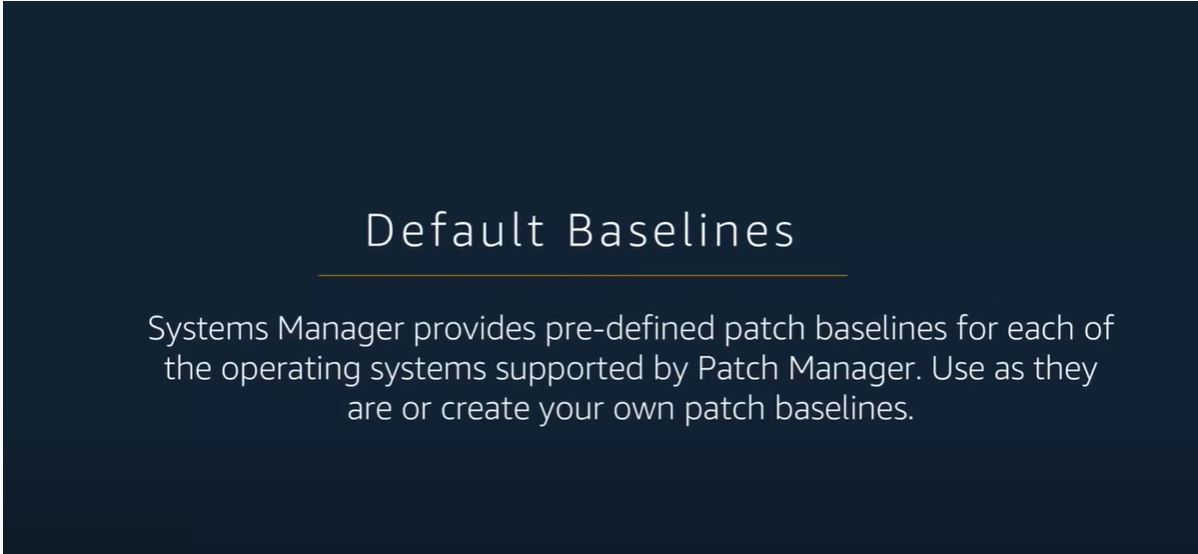 Default Baselines
Systems Manager provides pre-defined patch baselines for each of
the operating systems supported by Patch Manager. Use as they
are or create your own patch baselines.